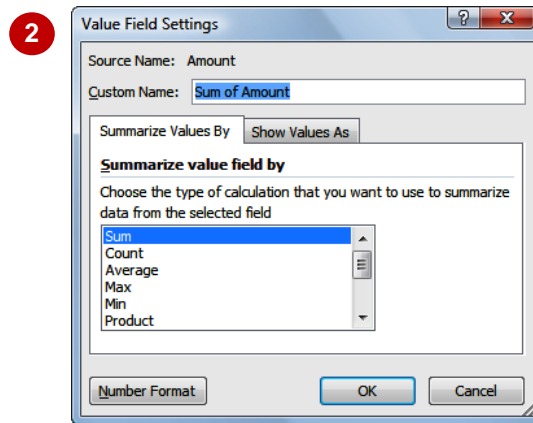 2
Value Field Settings
?
X
Source Name: Amount
Custom Name: Sum of Amount
Summarize Values By Show Values As
Summarize value field by
Choose the type of calculation that you want to use to summarize
data from the selected field
Sum
Count
Average
Max
Min
Product
Number Format OK Cancel